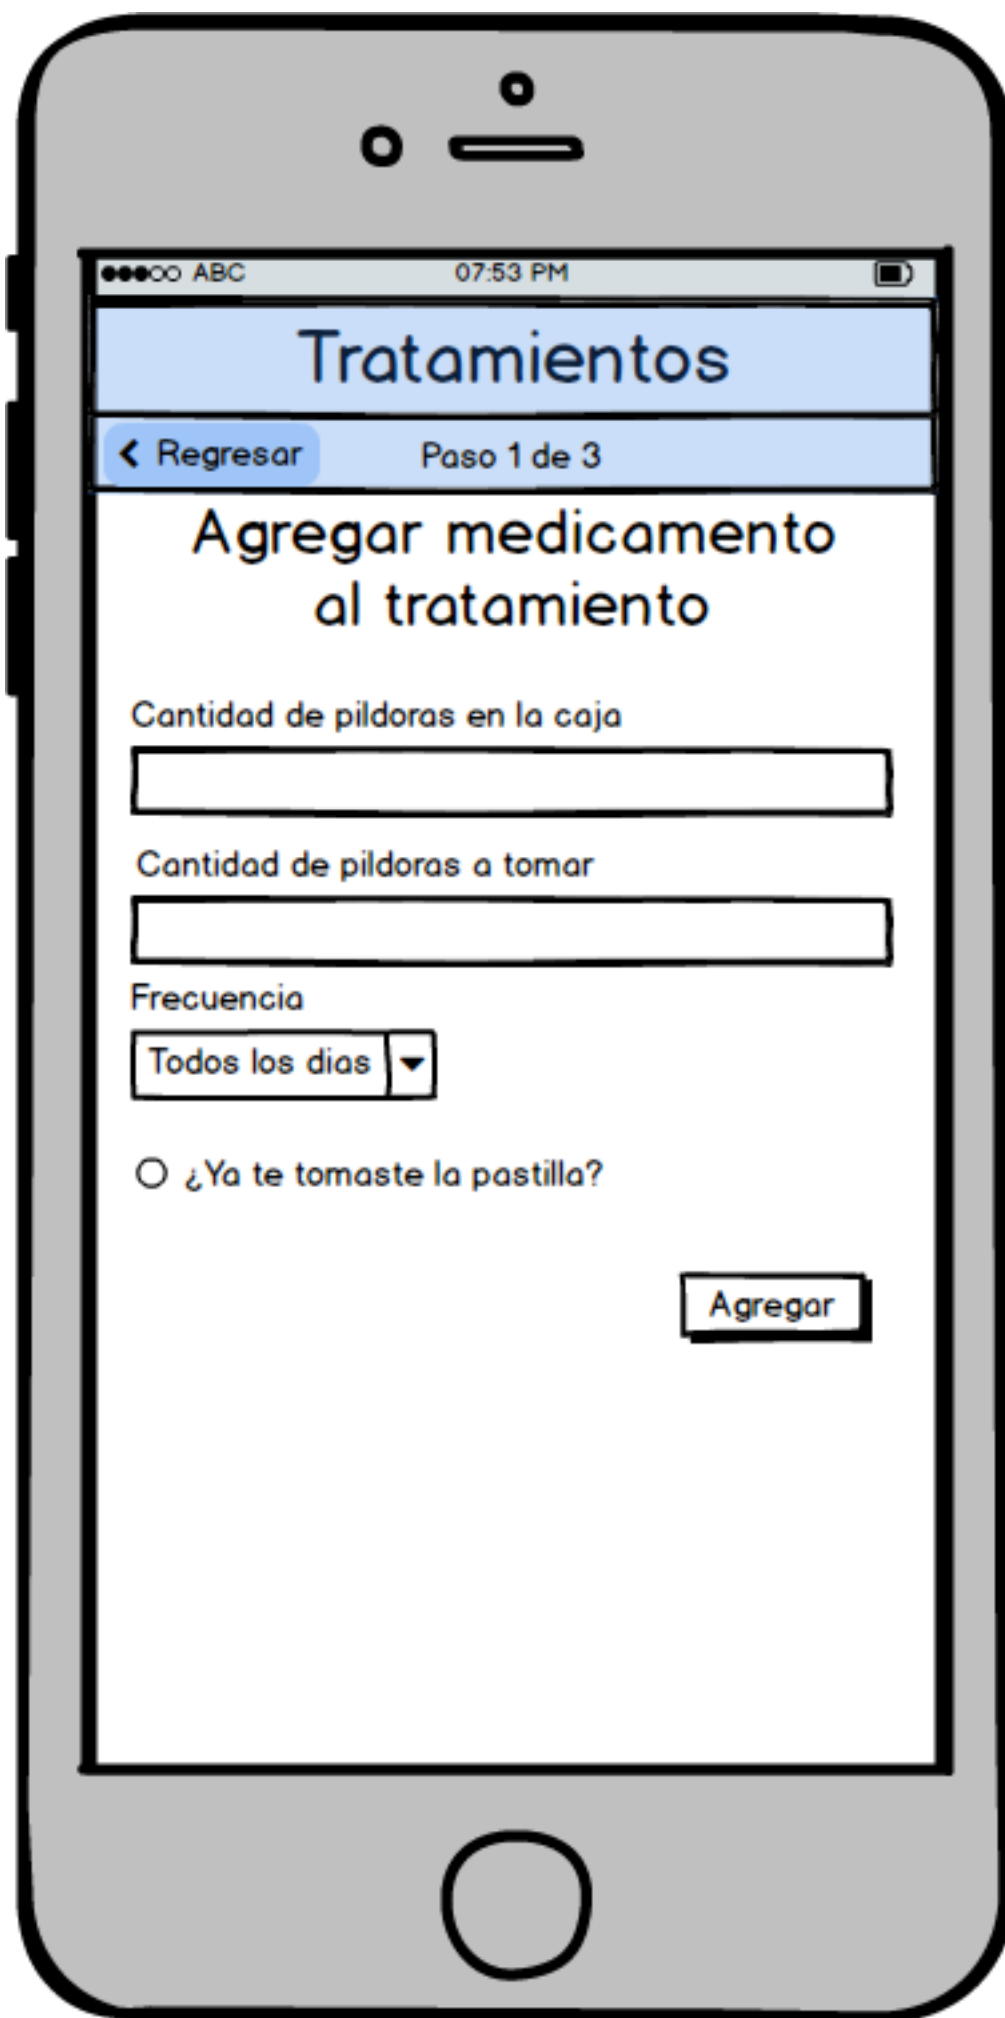 ABC 07:53 PM
Tratamientos
Regresar Paso 1 de 3
Agregar medicamento
al tratamiento
Cantidad de pildoras en la caja
Cantidad de pildoras a tomar
Frecuencia
Todos los dias
¿Ya te tomaste la pastilla?
Agregar